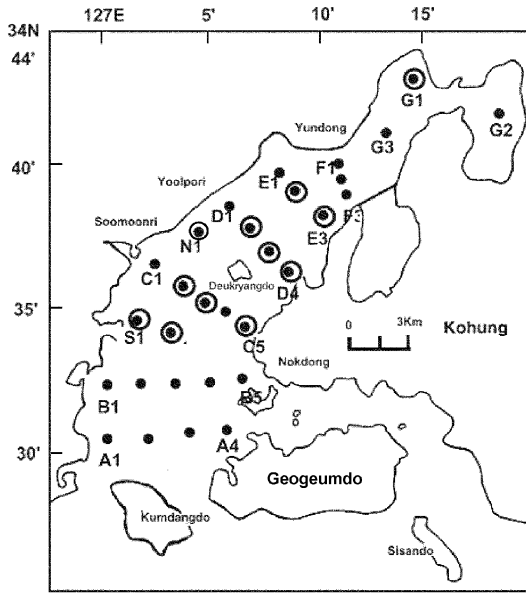 127E 5' 10' 15'
34N
44'
G1
G2
Yundong
G3
40'
F1
E1
Yoolpori
F3
D1
E3
Soomoonri
N1
C1
Deukryangdo
D4
35'
0 3Km
Kohung
S1
C5
Nokdong
B5
B1
30'
A4
A1
Geogeumdo
Kumdangdo
Sisando